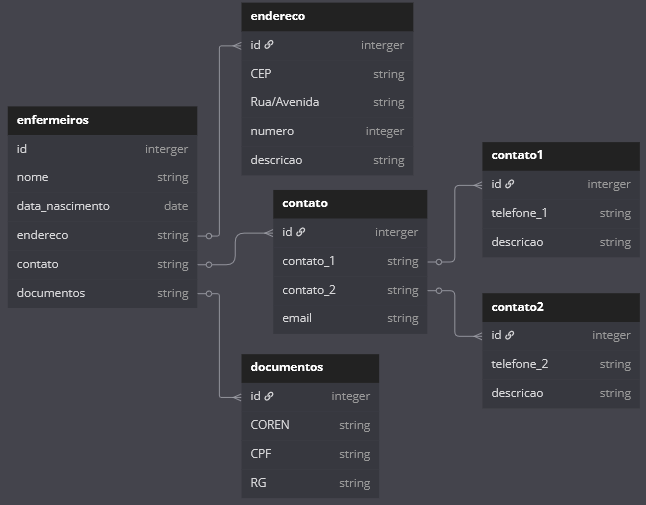 endereco
id interger
CEP string
Rua/Avenida string
numero integer
descricao string
enfermeiros
id interger
nome string
data_nascimento date
endereco string
contato string
documentos string
contato
id interger
contato_1 string
contato_2 string
email string
contato1
id interger
telefone_1 string
descricao string
contato2
id integer
telefone_2 string
descricao string
documentos
id integer
COREN string
CPF string
RG string